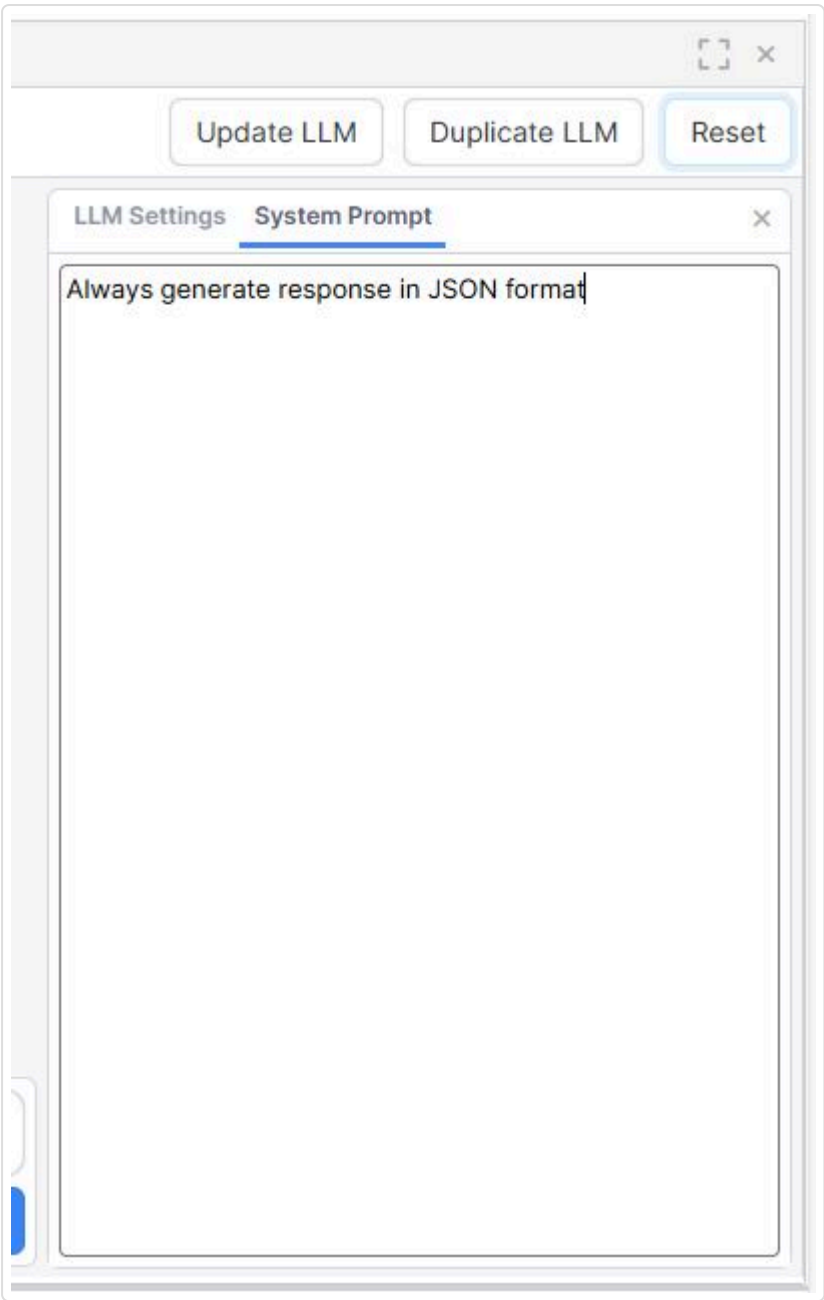 Update LLM Duplicate LLM Reset
LLM Settings System Prompt
Always generate response in JSON format